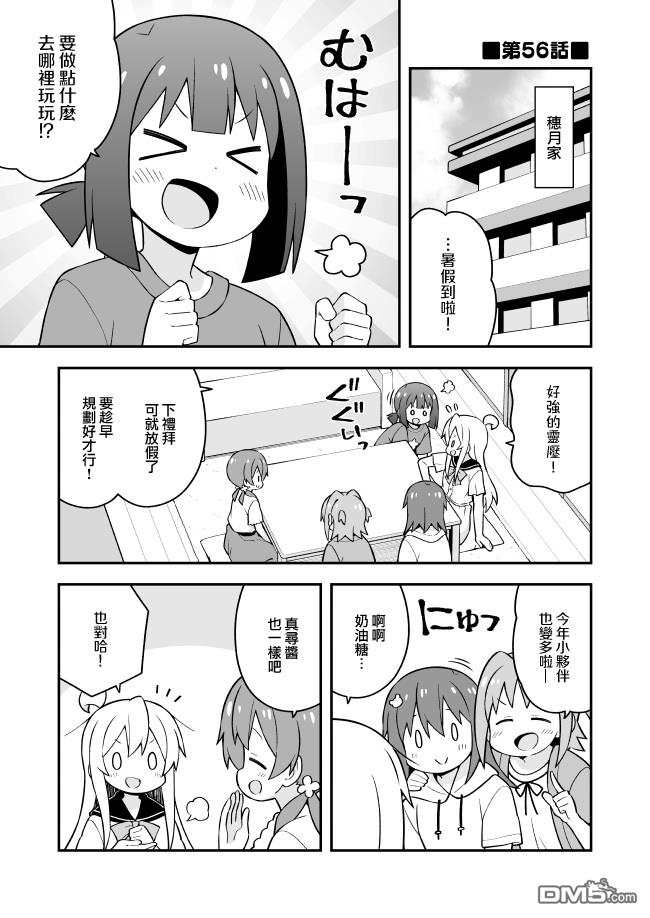 ■第56話■
穗月家
…暑假到啦！
むはーっ
要做點什麼
去哪裡玩玩!?
好強的靈壓！
ぐぐいっ
下禮拜
可就放假了
要趁早
規劃好才行！
今年小夥伴
也變多啦—
にゅっ
啊啊
奶油糖…
真尋醬
也一樣吧
也對哈！
DM5.com